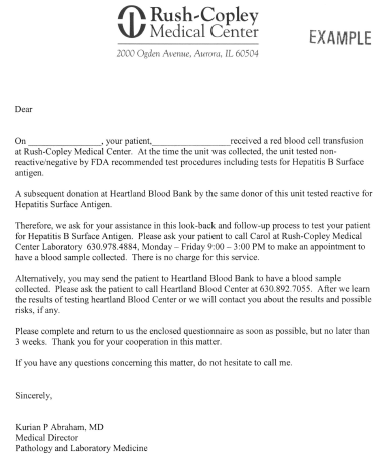 Rush-Copley
Medical Center
2000 Ogden Avenue, Aurora, IL 60504
EXAMPLE
Dear
On ________________, your patient, __________________received a red blood cell transfusion
at Rush-Copley Medical Center. At the time the unit was collected, the unit tested non-
reactive/negative by FDA recommended test procedures including tests for Hepatitis B Surface
antigen.
A subsequent donation at Heartland Blood Bank by the same donor of this unit tested reactive for
Hepatitis Surface Antigen.
Therefore, we ask for your assistance in this look-back and follow-up process to test your patient
for Hepatitis B Surface Antigen. Please ask your patient to call Carol at Rush-Copley Medical
Center Laboratory 630.978.4884, Monday – Friday 9:00 – 3:00 PM to make an appointment to
have a blood sample collected. There is no charge for this service.
Alternatively, you may send the patient to Heartland Blood Bank to have a blood sample
collected. Please ask the patient to call Heartland Blood Center at 630.892.7055. After we learn
the results of testing heartland Blood Center or we will contact you about the results and possible
risks, if any.
Please complete and return to us the enclosed questionnaire as soon as possible, but no later than
3 weeks. Thank you for your cooperation in this matter.
If you have any questions concerning this matter, do not hesitate to call me.
Sincerely,
Kurian P Abraham, MD
Medical Director
Pathology and Laboratory Medicine